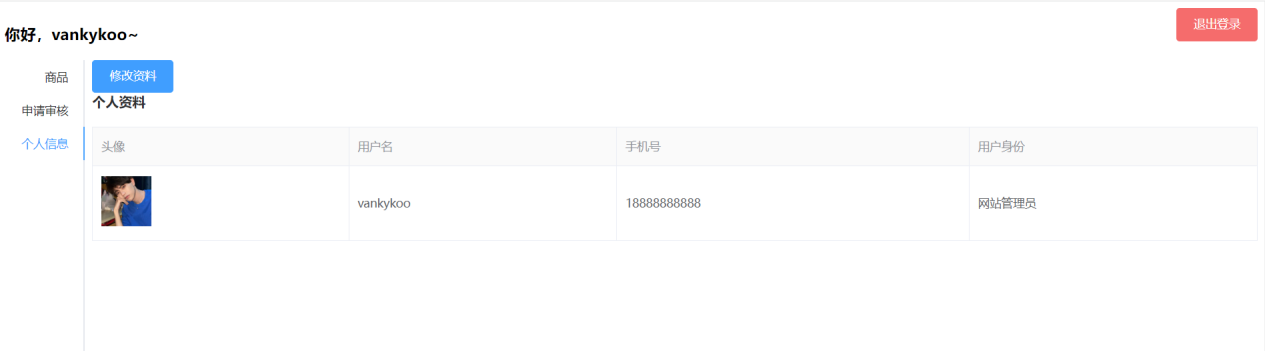 退出登录
你好，vankykoo~
商品
申请审核
个人信息
修改资料
个人资料
头像 用户名 手机号 用户身份
vankykoo 18888888888 网站管理员